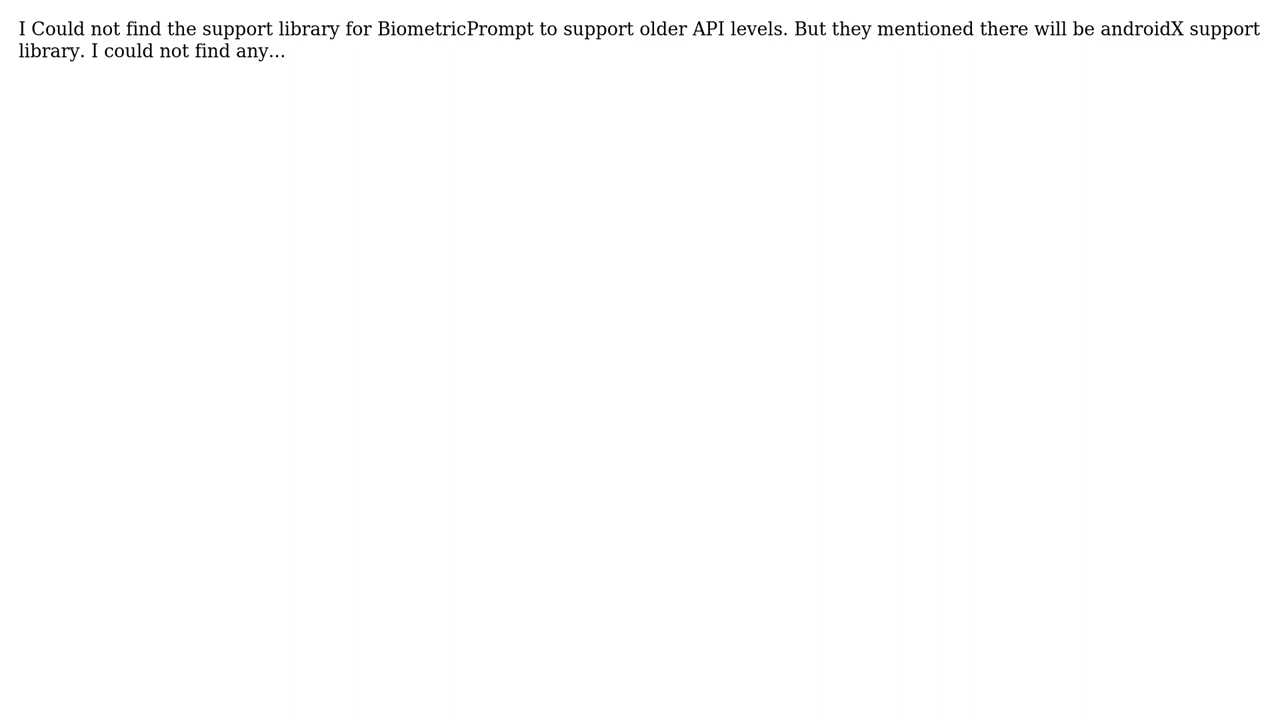 I Could not find the support library for BiometricPrompt to support older API levels. But they mentioned there will be androidX support
library. I could not find any...